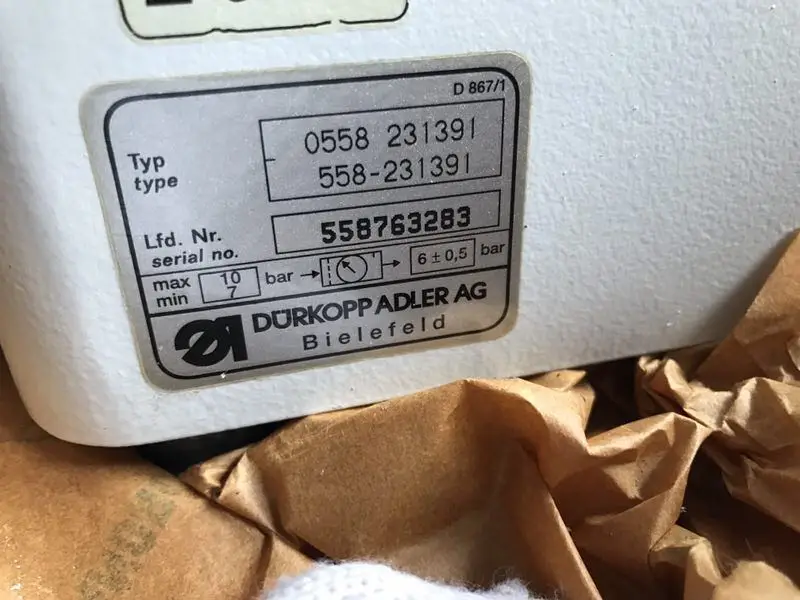 D 867/1
Typ
type
0558 231391
558-231391
Lfd. Nr.
serial no.
558763283
max
min
10
7
bar
6 ± 0,5
bar
DÜRKOPP ADLER AG
Bielefeld